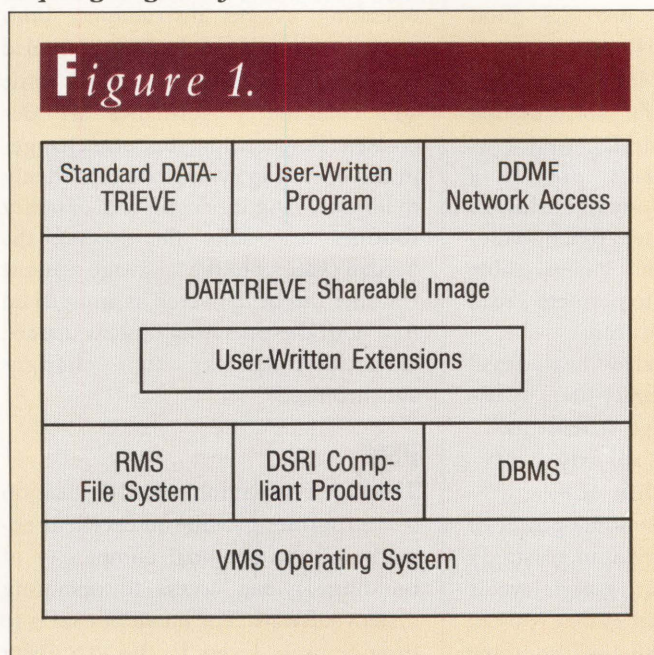 Figure 1.
Standard DATA-
TRIEVE
User-Written
Program
DDMF
Network Access
DATATRIEVE Shareable Image
User-Written Extensions
RMS
File System
DSRI Comp-
liant Products
DBMS
VMS Operating System